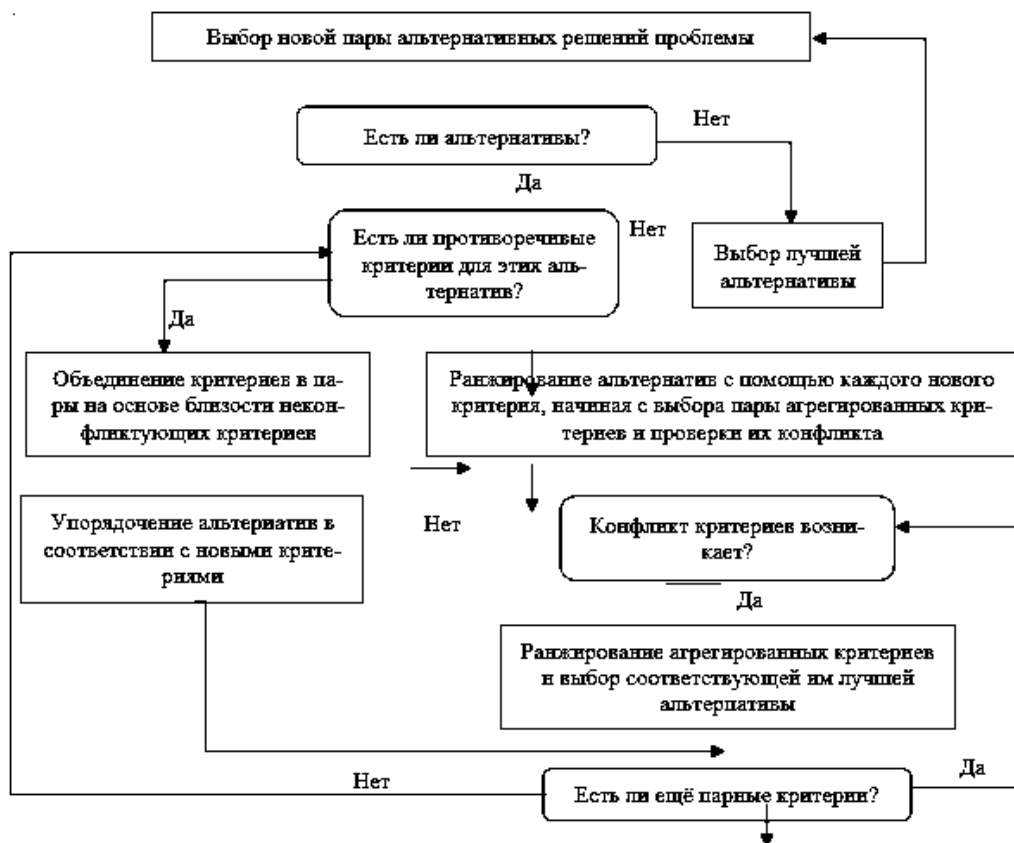 Выбор новой пары альтернативных решений проблемы
Есть ли альтернативы?
Нет
Да
Есть ли противоречивые
критерии для этих аль-
тернатив?
Нет
Выбор лучшей
альтернативы
Да
Объединение критериев в па-
ры на основе близости некон-
фликтующих критериев
Ранжирование альтернатив с помощью каждого нового
критерия, начиная с выбора пары агрегированных кри-
териев и проверки их конфликта
Упорядочение альтериатив в
соответствии с новыми крите-
риями
Нет
Конфликт критериев возни-
кает?
Да
Ранжирование агрегированных критериев
и выбор соответствующей им лучшей
альтернативы
Нет
Есть ли ещё парные критерии?
Да